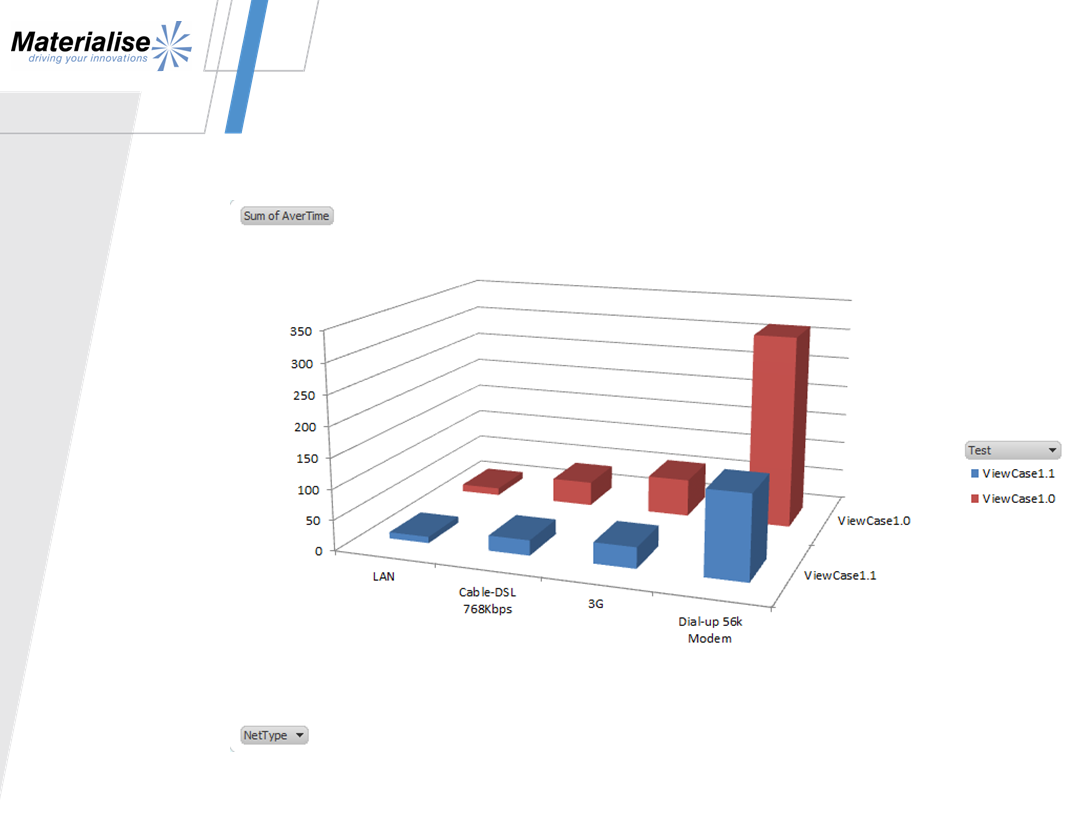 Materialise
driving your innovations
Sum of AverTime
350
300
250
200
150
100
50
0
LAN
Cable-DSL
768Kbps
3G
Dial-up 56k
Modem
ViewCase1.0
ViewCase1.1
Test
ViewCase1.1
ViewCase1.0
NetType